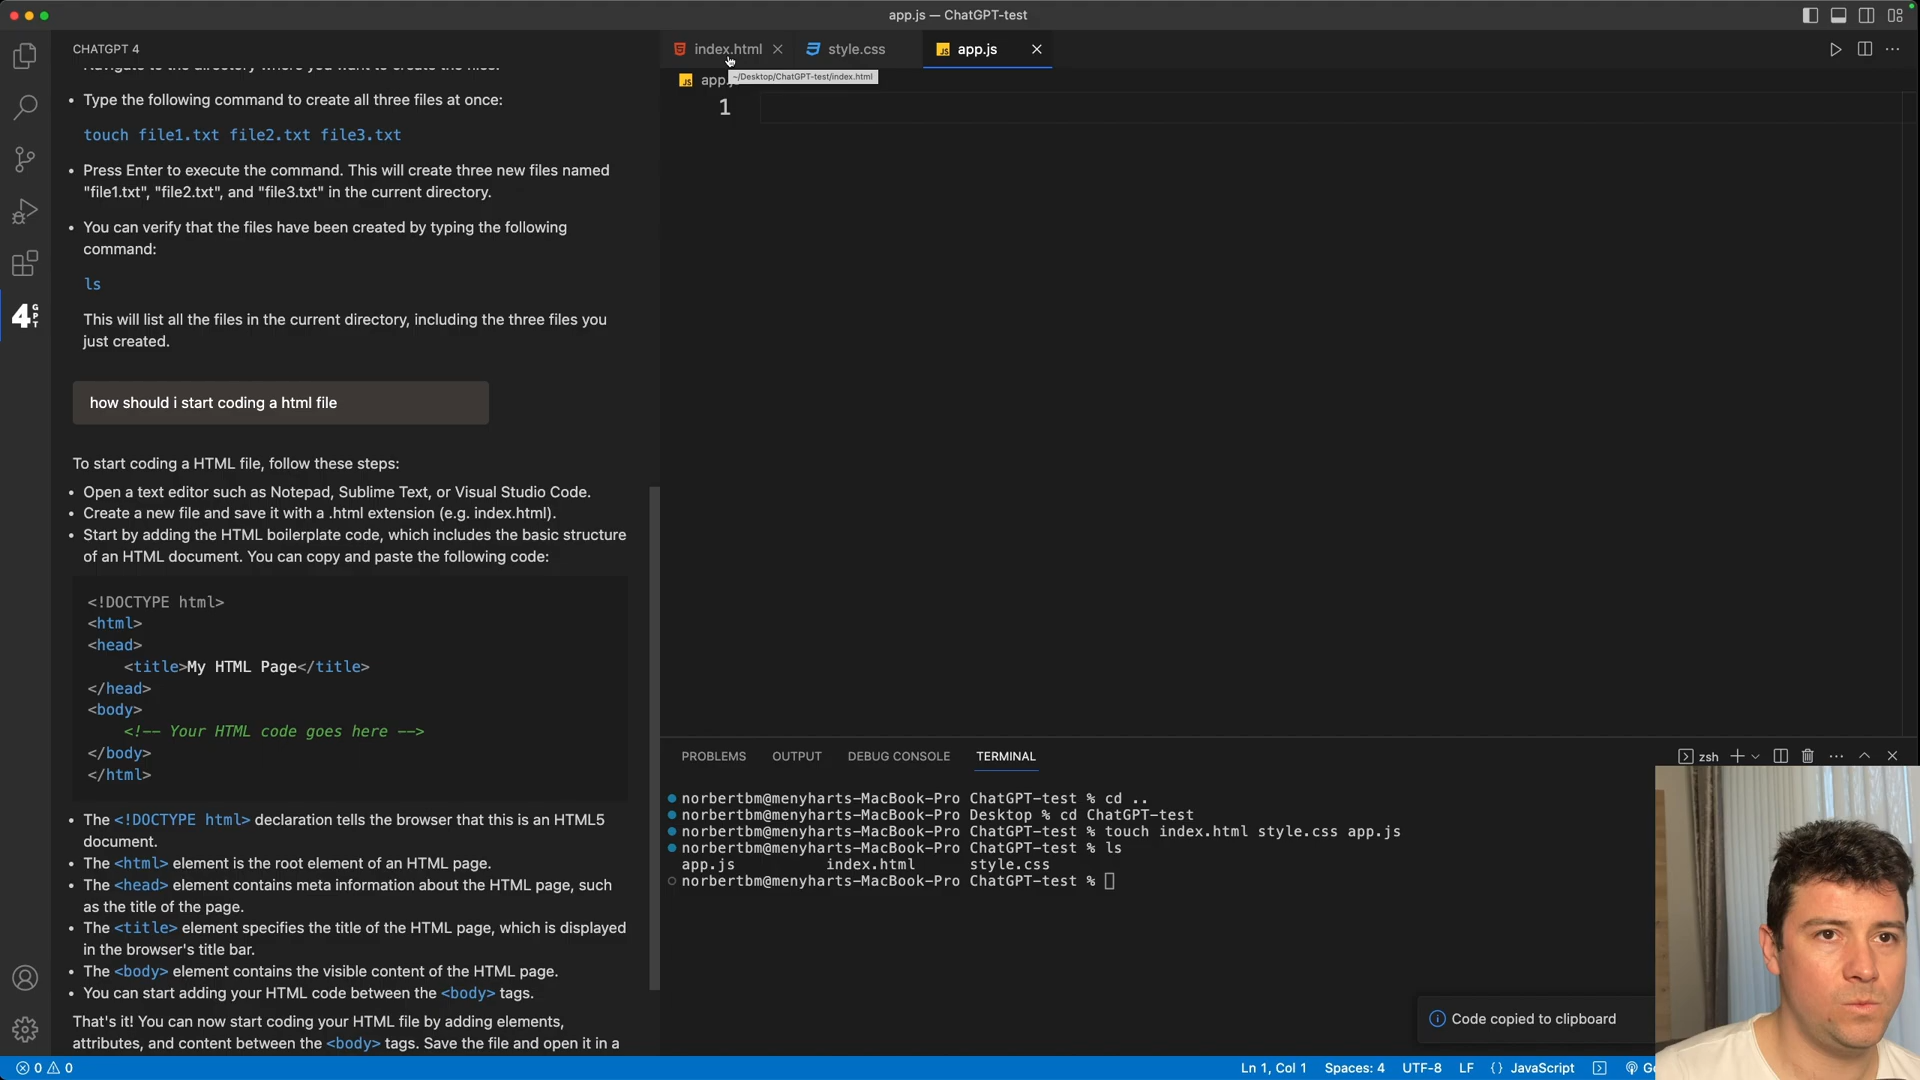 app.js — ChatGPT-test
CHATGPT 4
Navigate to the directory where you want to create the files.
Type the following command to create all three files at once:
touch file1.txt file2.txt file3.txt
Press Enter to execute the command. This will create three new files named
"file1.txt", "file2.txt", and "file3.txt" in the current directory.
You can verify that the files have been created by typing the following
command:
ls
This will list all the files in the current directory, including the three files you
just created.
how should i start coding a html file
To start coding a HTML file, follow these steps:
Open a text editor such as Notepad, Sublime Text, or Visual Studio Code.
Create a new file and save it with a .html extension (e.g. index.html).
Start by adding the HTML boilerplate code, which includes the basic structure
of an HTML document. You can copy and paste the following code:
<!DOCTYPE html>
<html>
<head>
<title>My HTML Page</title>
</head>
<body>
<!-- Your HTML code goes here -->
</body>
</html>
The <!DOCTYPE html> declaration tells the browser that this is an HTML5
document.
The <html> element is the root element of an HTML page.
The <head> element contains meta information about the HTML page, such
as the title of the page.
The <title> element specifies the title of the HTML page, which is displayed
in the browser's title bar.
The <body> element contains the visible content of the HTML page.
You can start adding your HTML code between the <body> tags.
That's it! You can now start coding your HTML file by adding elements,
attributes, and content between the <body> tags. Save the file and open it in a
4GPT
index.html
style.css
JS app.js
JS app.js
~/Desktop/ChatGPT-test/index.html
1
PROBLEMS OUTPUT DEBUG CONSOLE TERMINAL
zsh
norbertbm@menyharts-MacBook-Pro ChatGPT-test % cd ..
norbertbm@menyharts-MacBook-Pro Desktop % cd ChatGPT-test
norbertbm@menyharts-MacBook-Pro ChatGPT-test % touch index.html style.css app.js
norbertbm@menyharts-MacBook-Pro ChatGPT-test % ls
app.js index.html style.css
norbertbm@menyharts-MacBook-Pro ChatGPT-test %
Code copied to clipboard
0 0
Ln 1, Col 1 Spaces: 4 UTF-8 LF {} JavaScript